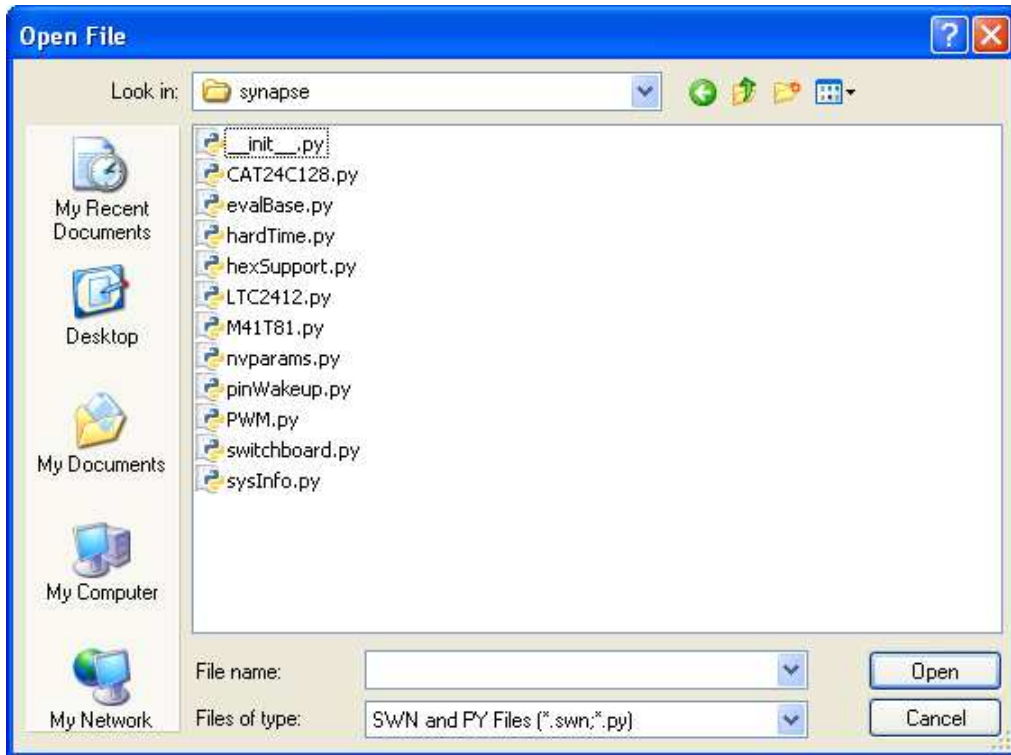 Open File
Look in: synapse
__init__.py
CAT24C128.py
evalBase.py
hardTime.py
hexSupport.py
LTC2412.py
M41T81.py
nvparams.py
pinWakeup.py
PWM.py
switchboard.py
sysInfo.py
My Recent
Documents
Desktop
My Documents
My Computer
My Network
File name:
Open
Files of type: SWN and PY Files (*.swn;*.py)
Cancel